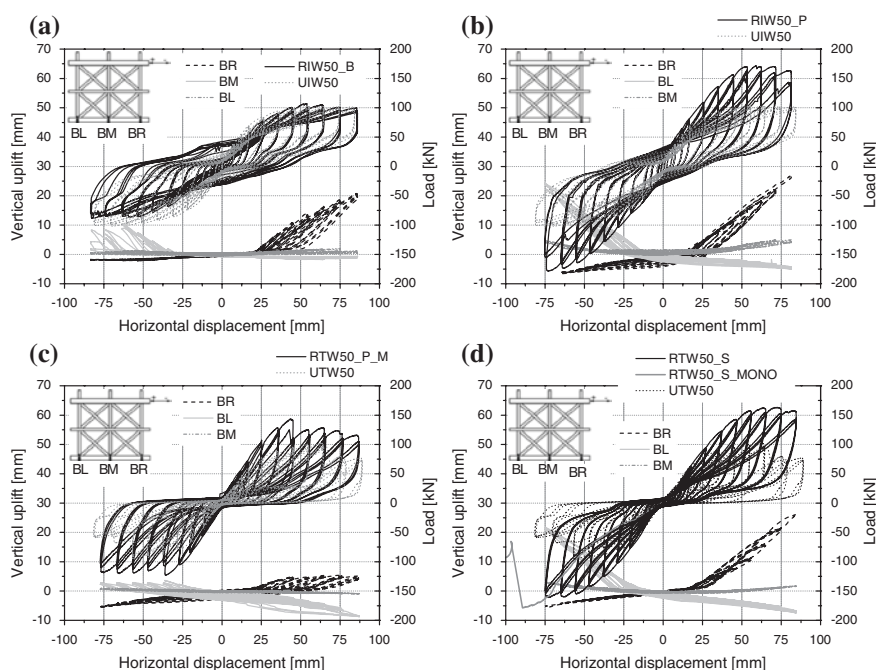 (a)
RIW50_B
UIW50
BR
BM
BL
BL BM BR
Vertical uplift [mm]
70
60
50
40
30
20
10
0
-10
Load [kN]
200
150
100
50
0
-50
-100
-150
-200
-100 -75 -50 -25 0 25 50 75 100
Horizontal displacement [mm]
(b)
RIW50_P
UIW50
BR
BL
BM
BL BM BR
Vertical uplift [mm]
70
60
50
40
30
20
10
0
-10
Load [kN]
200
150
100
50
0
-50
-100
-150
-200
-100 -75 -50 -25 0 25 50 75 100
Horizontal displacement [mm]
(c)
RTW50_P_M
UTW50
BR
BL
BM
BL BM BR
Vertical uplift [mm]
70
60
50
40
30
20
10
0
-10
Load [kN]
200
150
100
50
0
-50
-100
-150
-200
-100 -75 -50 -25 0 25 50 75 100
Horizontal displacement [mm]
(d)
RTW50_S
RTW50_S_MONO
UTW50
BR
BL
BM
BL BM BR
Vertical uplift [mm]
70
60
50
40
30
20
10
0
-10
Load [kN]
200
150
100
50
0
-50
-100
-150
-200
-100 -75 -50 -25 0 25 50 75 100
Horizontal displacement [mm]